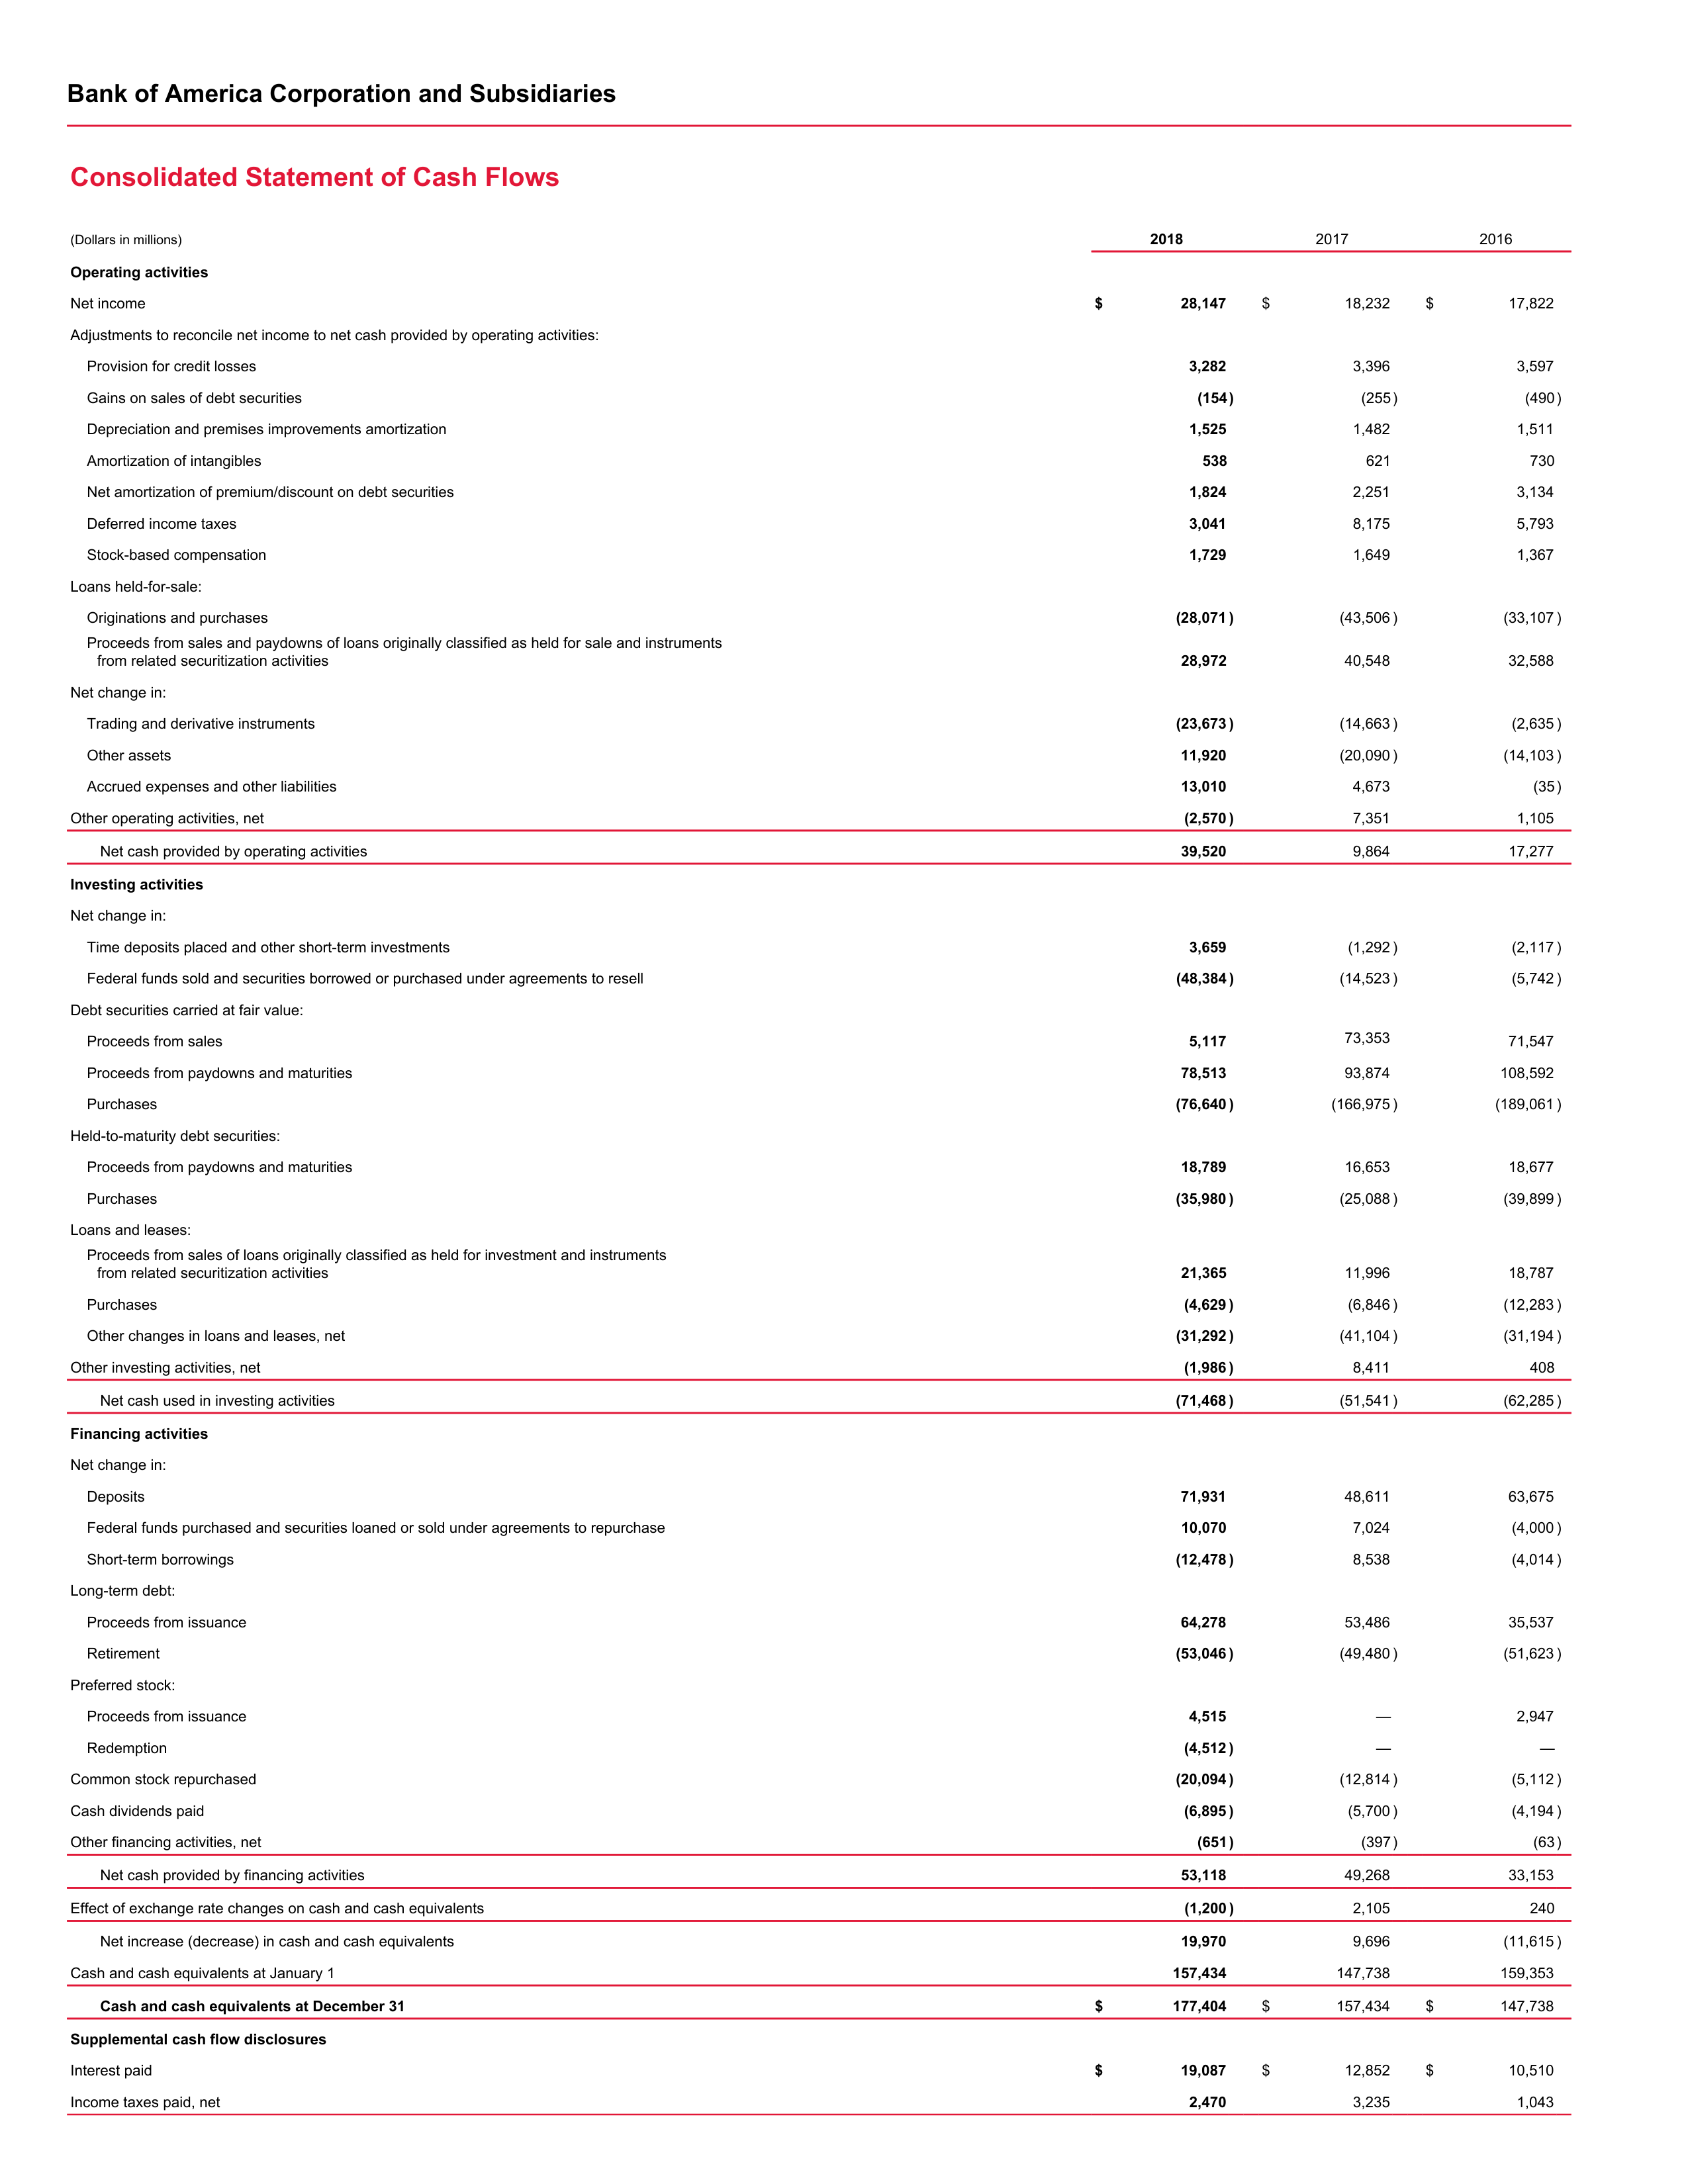 Bank of America Corporation and Subsidiaries
Consolidated Statement of Cash Flows
(Dollars in millions) 2018 2017 2016
Operating activities
Net income $ 28,147 $ 18,232 $ 17,822
Adjustments to reconcile net income to net cash provided by operating activities:
Provision for credit losses 3,282 3,396 3,597
Gains on sales of debt securities (154) (255) (490)
Depreciation and premises improvements amortization 1,525 1,482 1,511
Amortization of intangibles 538 621 730
Net amortization of premium/discount on debt securities 1,824 2,251 3,134
Deferred income taxes 3,041 8,175 5,793
Stock-based compensation 1,729 1,649 1,367
Loans held-for-sale:
Originations and purchases (28,071) (43,506) (33,107)
Proceeds from sales and paydowns of loans originally classified as held for sale and instruments
from related securitization activities 28,972 40,548 32,588
Net change in:
Trading and derivative instruments (23,673) (14,663) (2,635)
Other assets 11,920 (20,090) (14,103)
Accrued expenses and other liabilities 13,010 4,673 (35)
Other operating activities, net (2,570) 7,351 1,105
Net cash provided by operating activities 39,520 9,864 17,277
Investing activities
Net change in:
Time deposits placed and other short-term investments 3,659 (1,292) (2,117)
Federal funds sold and securities borrowed or purchased under agreements to resell (48,384) (14,523) (5,742)
Debt securities carried at fair value:
Proceeds from sales 5,117 73,353 71,547
Proceeds from paydowns and maturities 78,513 93,874 108,592
Purchases (76,640) (166,975) (189,061)
Held-to-maturity debt securities:
Proceeds from paydowns and maturities 18,789 16,653 18,677
Purchases (35,980) (25,088) (39,899)
Loans and leases:
Proceeds from sales of loans originally classified as held for investment and instruments
from related securitization activities 21,365 11,996 18,787
Purchases (4,629) (6,846) (12,283)
Other changes in loans and leases, net (31,292) (41,104) (31,194)
Other investing activities, net (1,986) 8,411 408
Net cash used in investing activities (71,468) (51,541) (62,285)
Financing activities
Net change in:
Deposits 71,931 48,611 63,675
Federal funds purchased and securities loaned or sold under agreements to repurchase 10,070 7,024 (4,000)
Short-term borrowings (12,478) 8,538 (4,014)
Long-term debt:
Proceeds from issuance 64,278 53,486 35,537
Retirement (53,046) (49,480) (51,623)
Preferred stock:
Proceeds from issuance 4,515 — 2,947
Redemption (4,512) — —
Common stock repurchased (20,094) (12,814) (5,112)
Cash dividends paid (6,895) (5,700) (4,194)
Other financing activities, net (651) (397) (63)
Net cash provided by financing activities 53,118 49,268 33,153
Effect of exchange rate changes on cash and cash equivalents (1,200) 2,105 240
Net increase (decrease) in cash and cash equivalents 19,970 9,696 (11,615)
Cash and cash equivalents at January 1 157,434 147,738 159,353
Cash and cash equivalents at December 31 $ 177,404 $ 157,434 $ 147,738
Supplemental cash flow disclosures
Interest paid $ 19,087 $ 12,852 $ 10,510
Income taxes paid, net 2,470 3,235 1,043